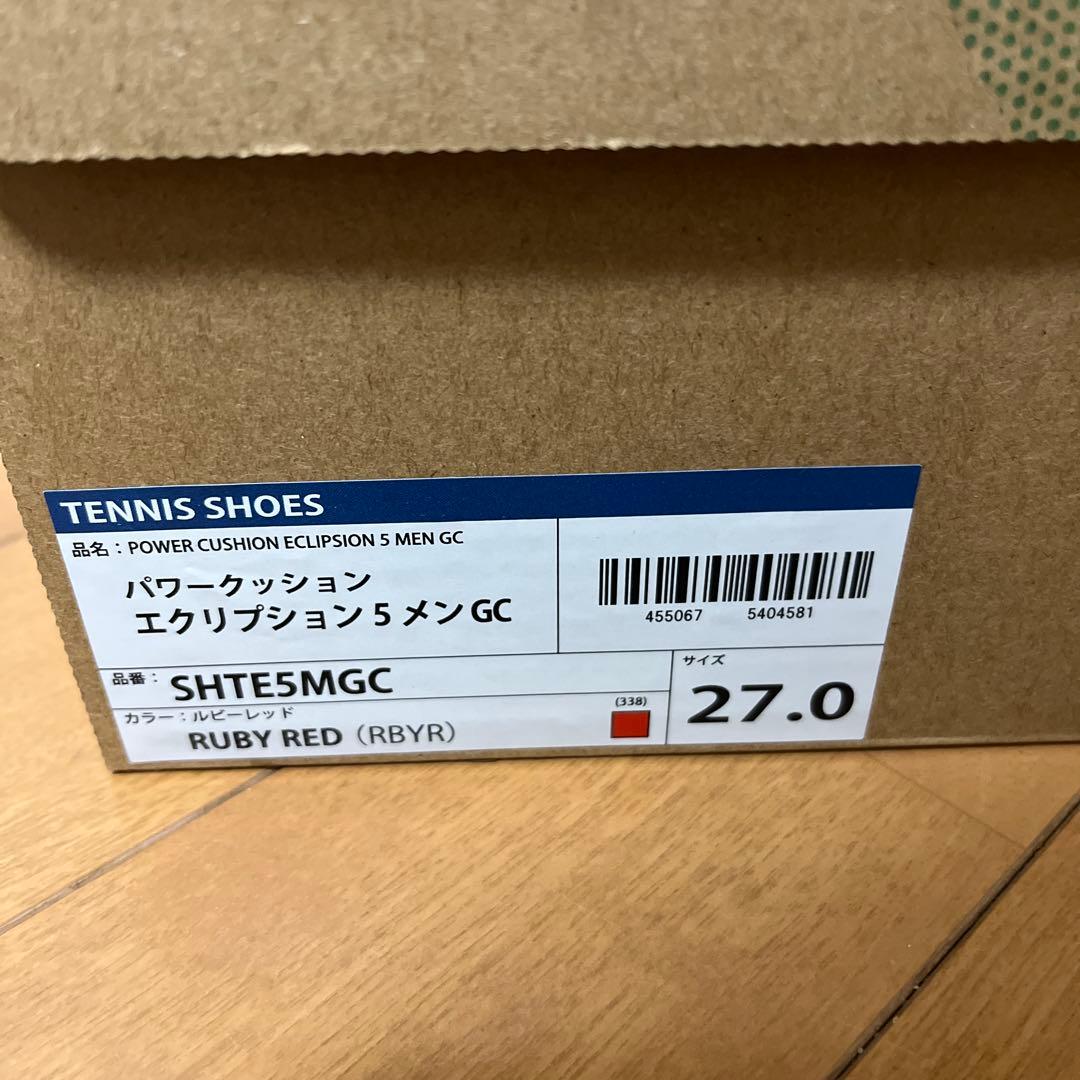 TENNIS SHOES
品名：POWER CUSHION ECLIPSION 5 MEN GC
パワークッション
エクリプション 5 メン GC
455067 5404581
品番： SHTE5MGC
カラー：ルビーレッド
RUBY RED（RBYR）
(338)
サイズ
27.0